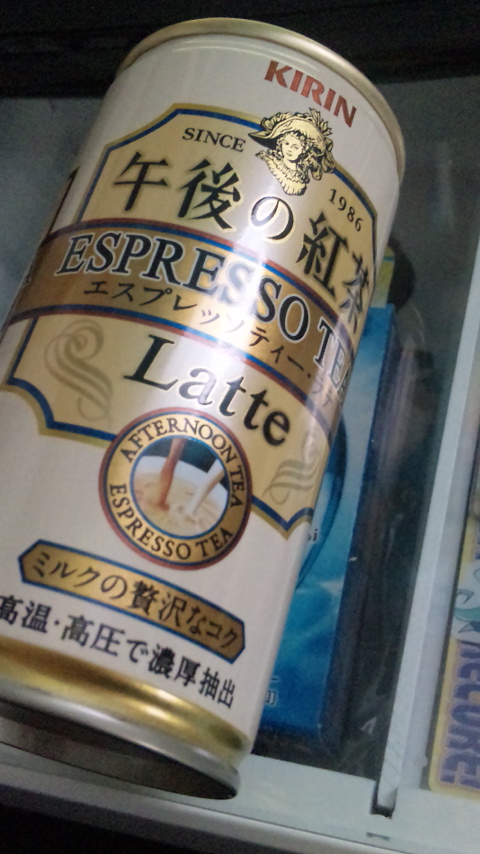 KIRIN
SINCE 1986
午後の紅茶
ESPRESSO TEA
エスプレッソティー・ラテ
Latte
AFTERNOON TEA
ESPRESSO TEA
ミルクの贅沢なコク
高温・高圧で濃厚抽出